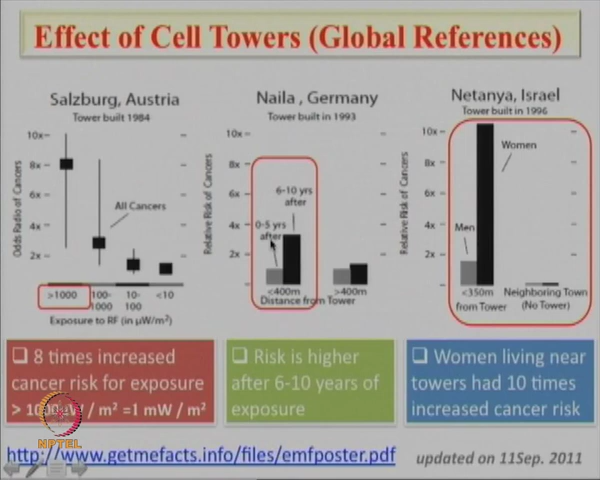 Effect of Cell Towers (Global References)
Salzburg, Austria
Tower built 1984
Odds Radio of Cancers
10x
8x
6x
4x
2x
All Cancers
>1000
100-
1000
10-
100
<10
Exposure to RF (in µW/m²)
Naila , Germany
Tower built in 1993
Relative Risk of Cancers
10x
8x
6x
4x
2x
6-10 yrs
after
0-5 yrs
after
<400m
>400m
Distance from Tower
Netanya, Israel
Tower built in 1996
Relative Risk of Cancers
10x
8x
6x
4x
2x
Women
Men
<350m
from Tower
Neighboring Town
(No Tower)
8 times increased
cancer risk for exposure
> 1000µW / m² =1 mW / m²
Risk is higher
after 6-10 years of
exposure
Women living near
towers had 10 times
increased cancer risk
NPTEL
http://www.getmefacts.info/files/emfposter.pdf
updated on 11Sep. 2011